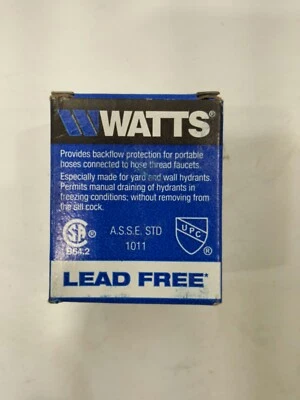 WATTS®
Provides backflow protection for portable
hoses connected to hose thread faucets.
Especially made for yard and wall hydrants.
Permits manual draining of hydrants in
freezing conditions, without removing from
the sill cock.
® A.S.S.E. STD UPC
B64.2 1011 ®
LEAD FREE*